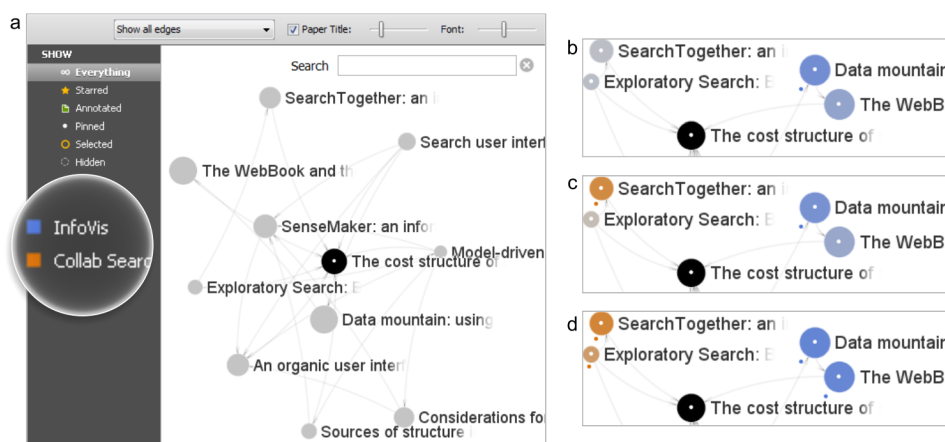 a
Show all edges
Paper Title:
Font:
SHOW
Everything
Starred
Annotated
Pinned
Selected
Hidden
InfoVis
Collab Searc
Search
SearchTogether: an i
Search user interf
The WebBook and th
SenseMaker: an infor
Model-driven
The cost structure of
Exploratory Search: E
Data mountain: using
An organic user interf
Considerations fo
Sources of structure i
b
SearchTogether: an i
Data mountain
Exploratory Search: E
The WebB
The cost structure of
c
SearchTogether: an i
Data mountain
Exploratory Search: E
The WebB
The cost structure of
d
SearchTogether: an i
Data mountain
Exploratory Search: E
The WebB
The cost structure of